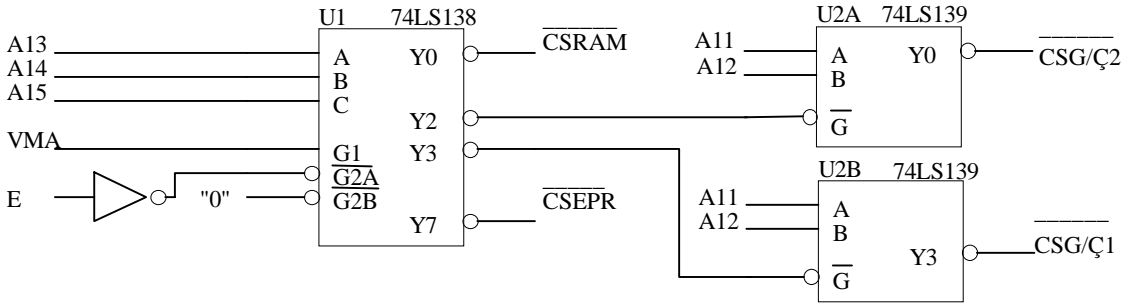 U1 74LS138
A13
A14
A15
VMA
E
"0"
A
B
C
G1
G2A
G2B
Y0
Y2
Y3
Y7
CSRAM
CSEPR
U2A 74LS139
A11
A12
A
B
G
Y0
CSG/Ç2
U2B 74LS139
A11
A12
A
B
G
Y3
CSG/Ç1